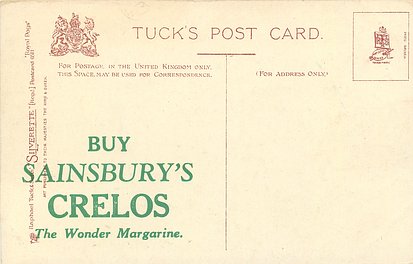 TUCK'S POST CARD.
FOR POSTAGE, IN THE UNITED KINGDOM ONLY,
THIS SPACE, MAY BE USED FOR CORRESPONDENCE.
(FOR ADDRESS ONLY.)
BUY
SAINSBURY'S
CRELOS
The Wonder Margarine.
"SILVERETTE"